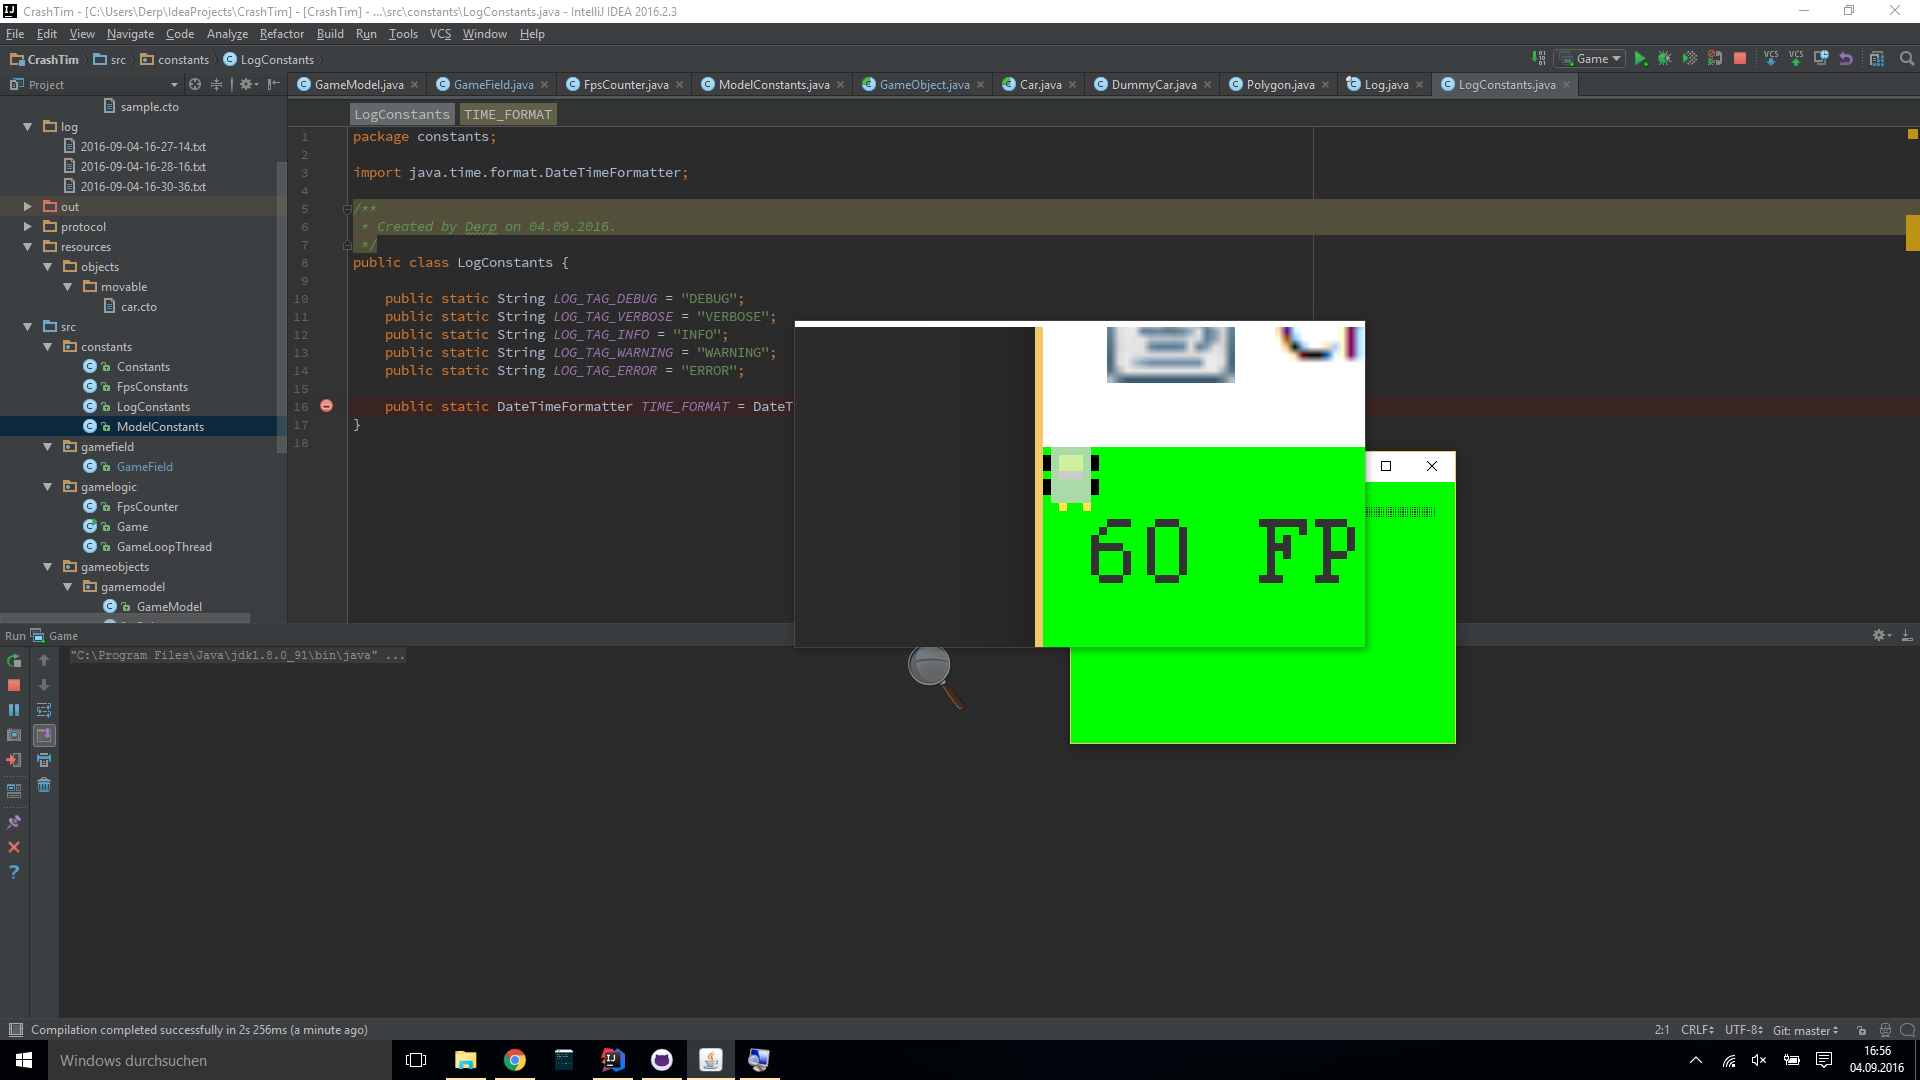 CrashTim - [C:\Users\Derp\IdeaProjects\CrashTim] - [CrashTim] - ...\src\constants\LogConstants.java - IntelliJ IDEA 2016.2.3
File Edit View Navigate Code Analyze Refactor Build Run Tools VCS Window Help
CrashTim src constants LogConstants
Game VCS VCS
Project
GameModel.java GameField.java FpsCounter.java ModelConstants.java GameObject.java Car.java DummyCar.java Polygon.java Log.java LogConstants.java
LogConstants TIME_FORMAT
sample.cto
log
2016-09-04-16-27-14.txt
2016-09-04-16-28-16.txt
2016-09-04-16-30-36.txt
out
protocol
resources
objects
movable
car.cto
src
constants
Constants
FpsConstants
LogConstants
ModelConstants
gamefield
GameField
gamelogic
FpsCounter
Game
GameLoopThread
gameobjects
gamemodel
GameModel
1 package constants;
2
3 import java.time.format.DateTimeFormatter;
4
5 /**
6 * Created by Derp on 04.09.2016.
7 */
8 public class LogConstants {
9
10 public static String LOG_TAG_DEBUG = "DEBUG";
11 public static String LOG_TAG_VERBOSE = "VERBOSE";
12 public static String LOG_TAG_INFO = "INFO";
13 public static String LOG_TAG_WARNING = "WARNING";
14 public static String LOG_TAG_ERROR = "ERROR";
15
16 public static DateTimeFormatter TIME_FORMAT = DateT
17 }
18
60 FP
Run Game
"C:\Program Files\Java\jdk1.8.0_91\bin\java" ...
Compilation completed successfully in 2s 256ms (a minute ago)
2:1 CRLF UTF-8 Git: master
Windows durchsuchen
16:56
04.09.2016